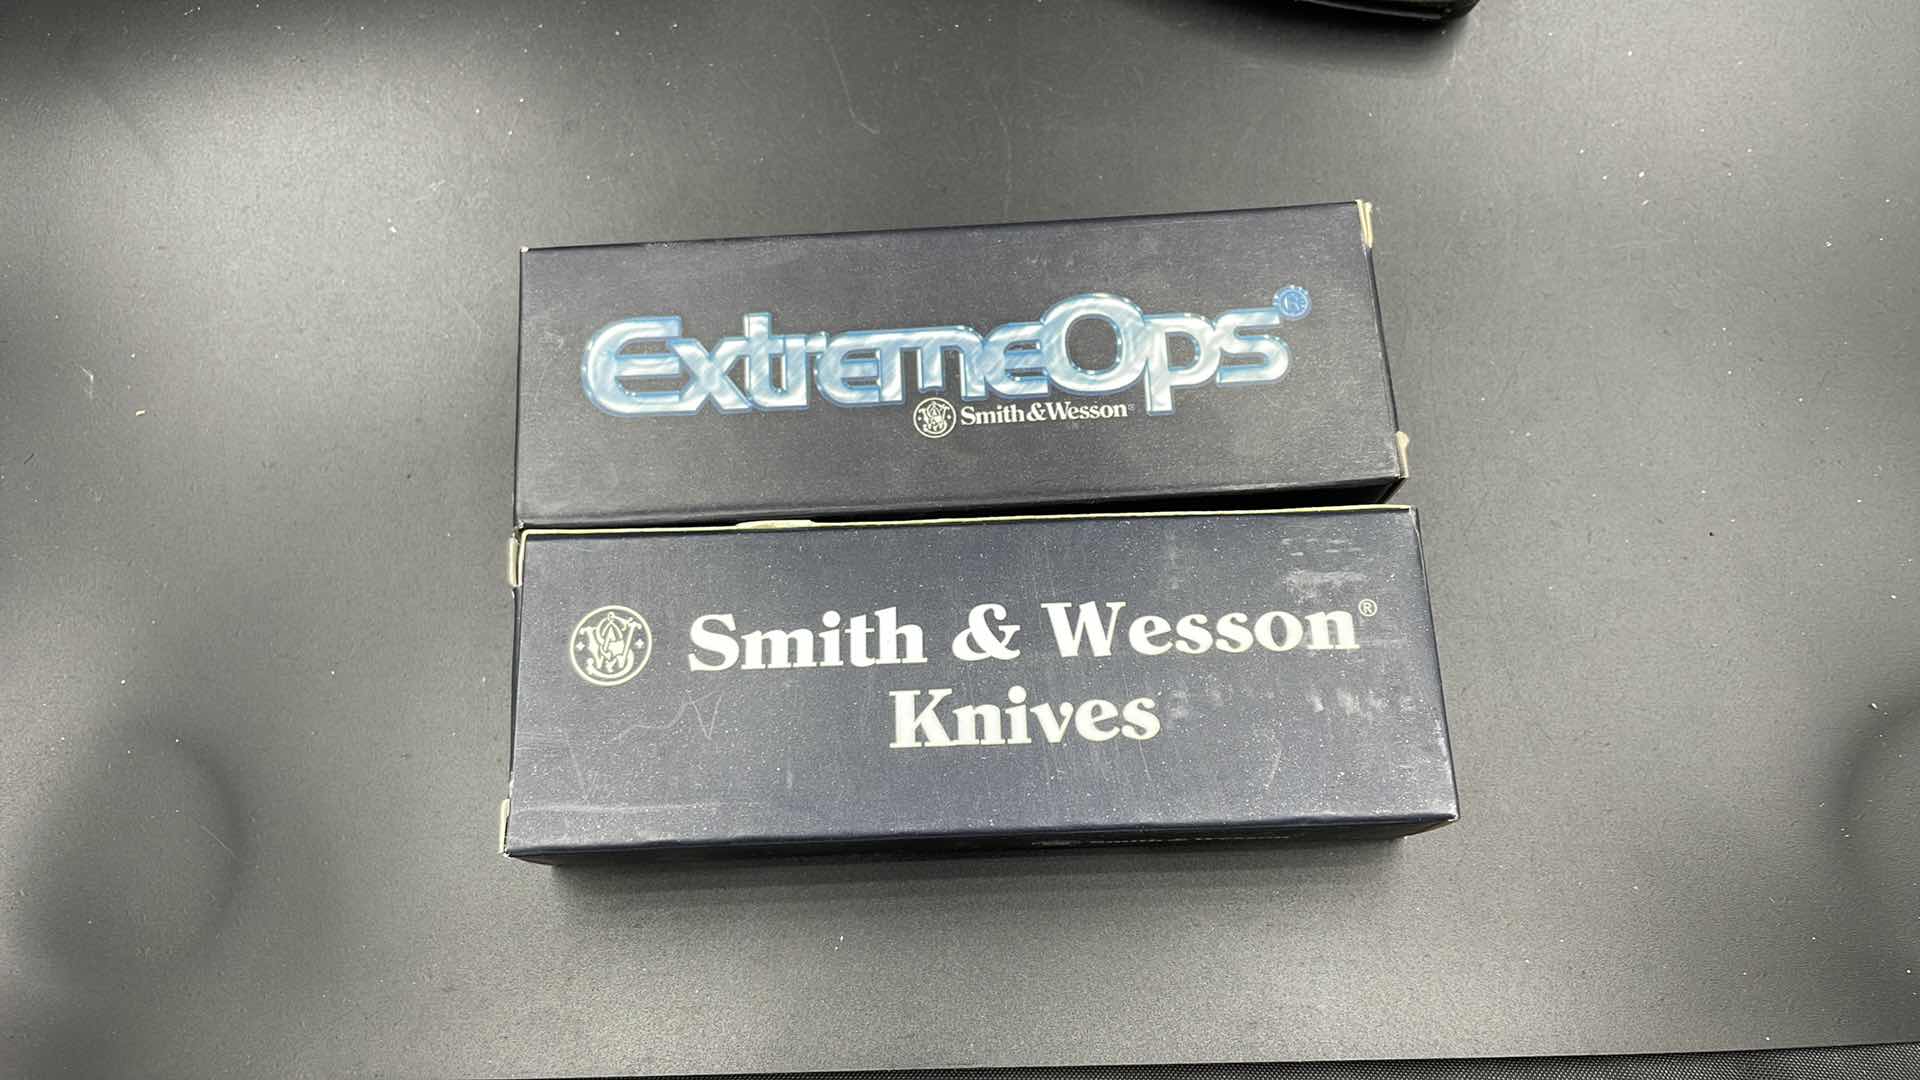 ExtremeOps®
Smith & Wesson®
Smith & Wesson®
Knives